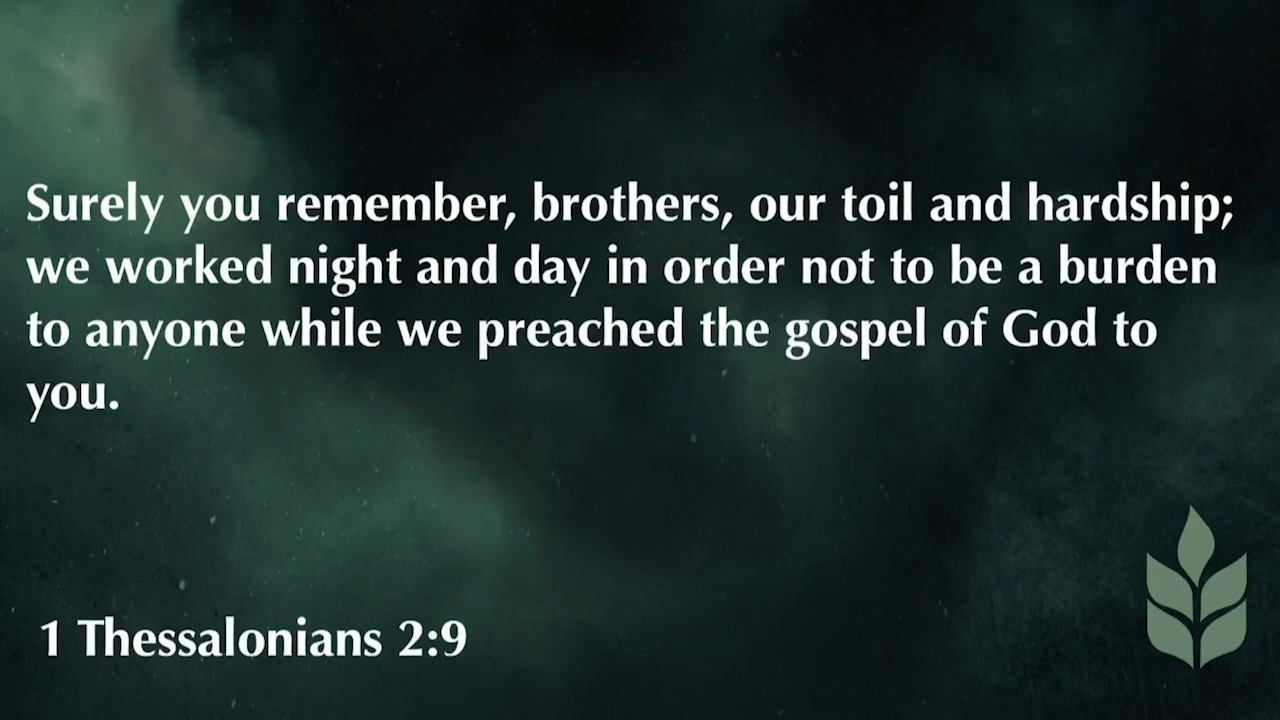 Surely you remember, brothers, our toil and hardship;
we worked night and day in order not to be a burden
to anyone while we preached the gospel of God to
you.
1 Thessalonians 2:9